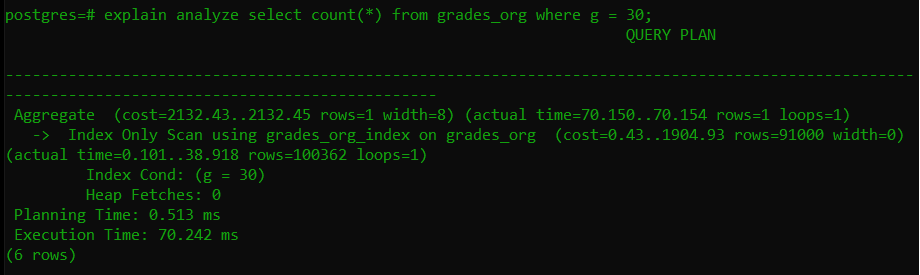 postgres=# explain analyze select count(*) from grades_org where g = 30;
QUERY PLAN
-----------------------------------------------------------------------------------------------------
------------------------------------------------
Aggregate  (cost=2132.43..2132.45 rows=1 width=8) (actual time=70.150..70.154 rows=1 loops=1)
->  Index Only Scan using grades_org_index on grades_org  (cost=0.43..1904.93 rows=91000 width=0)
(actual time=0.101..38.918 rows=100362 loops=1)
Index Cond: (g = 30)
Heap Fetches: 0
Planning Time: 0.513 ms
Execution Time: 70.242 ms
(6 rows)